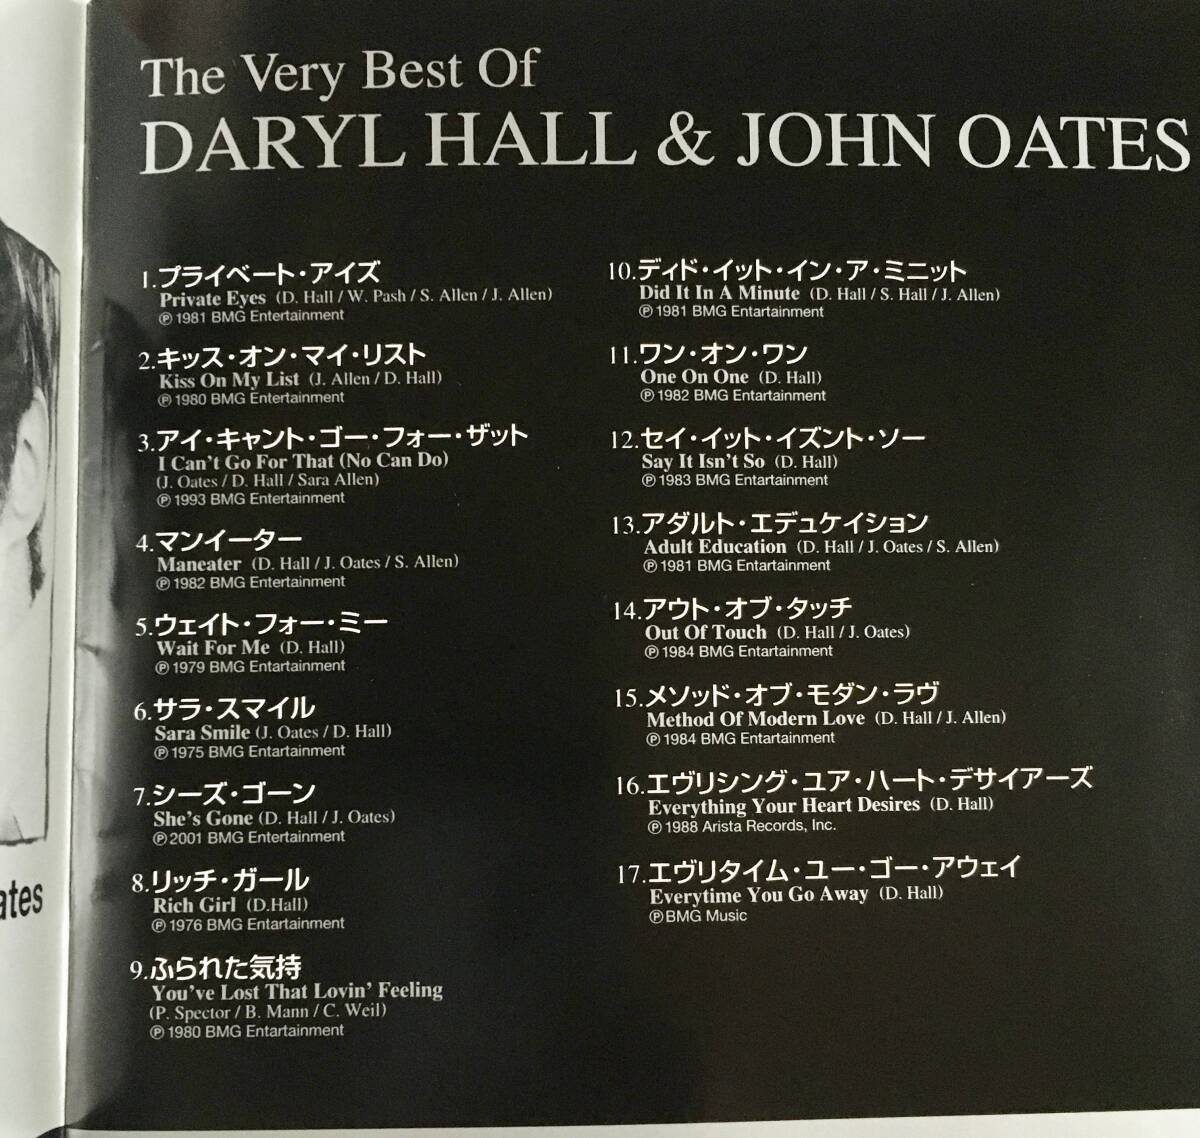 The Very Best Of
DARYL HALL & JOHN OATES
1.プライベート・アイズ
Private Eyes (D. Hall / W. Pash / S. Allen / J. Allen)
℗ 1981 BMG Entertainment
2.キッス・オン・マイ・リスト
Kiss On My List (J. Allen / D. Hall)
℗ 1980 BMG Entertainment
3.アイ・キャント・ゴー・フォー・ザット
I Can't Go For That (No Can Do)
(J. Oates / D. Hall / Sara Allen)
℗ 1993 BMG Entertainment
4.マンイーター
Maneater (D. Hall / J. Oates / S. Allen)
℗ 1982 BMG Entertainment
5.ウェイト・フォー・ミー
Wait For Me (D. Hall)
℗ 1979 BMG Entartainment
6.サラ・スマイル
Sara Smile (J. Oates / D. Hall)
℗ 1975 BMG Entartainment
7.シーズ・ゴーン
She's Gone (D. Hall / J. Oates)
℗ 2001 BMG Entertainment
8.リッチ・ガール
Rich Girl (D.Hall)
℗ 1976 BMG Entertainment
9.ふられた気持
You've Lost That Lovin' Feeling
(P. Spector / B. Mann / C. Weil)
℗ 1980 BMG Entartainment
10.ディド・イット・イン・ア・ミニット
Did It In A Minute (D. Hall / S. Hall / J. Allen)
℗ 1981 BMG Entartainment
11.ワン・オン・ワン
One On One (D. Hall)
℗ 1982 BMG Entertainment
12.セイ・イット・イズント・ソー
Say It Isn't So (D. Hall)
℗ 1983 BMG Entertainment
13.アダルト・エデュケイション
Adult Education (D. Hall / J. Oates / S. Allen)
℗ 1981 BMG Entertainment
14.アウト・オブ・タッチ
Out Of Touch (D. Hall / J. Oates)
℗ 1984 BMG Entertainment
15.メソッド・オブ・モダン・ラヴ
Method Of Modern Love (D. Hall / J. Allen)
℗ 1984 BMG Entartainment
16.エヴリシング・ユア・ハート・デサイアーズ
Everything Your Heart Desires (D. Hall)
℗ 1988 Arista Records, Inc.
17.エヴリタイム・ユー・ゴー・アウェイ
Everytime You Go Away (D. Hall)
℗ BMG Music
ates